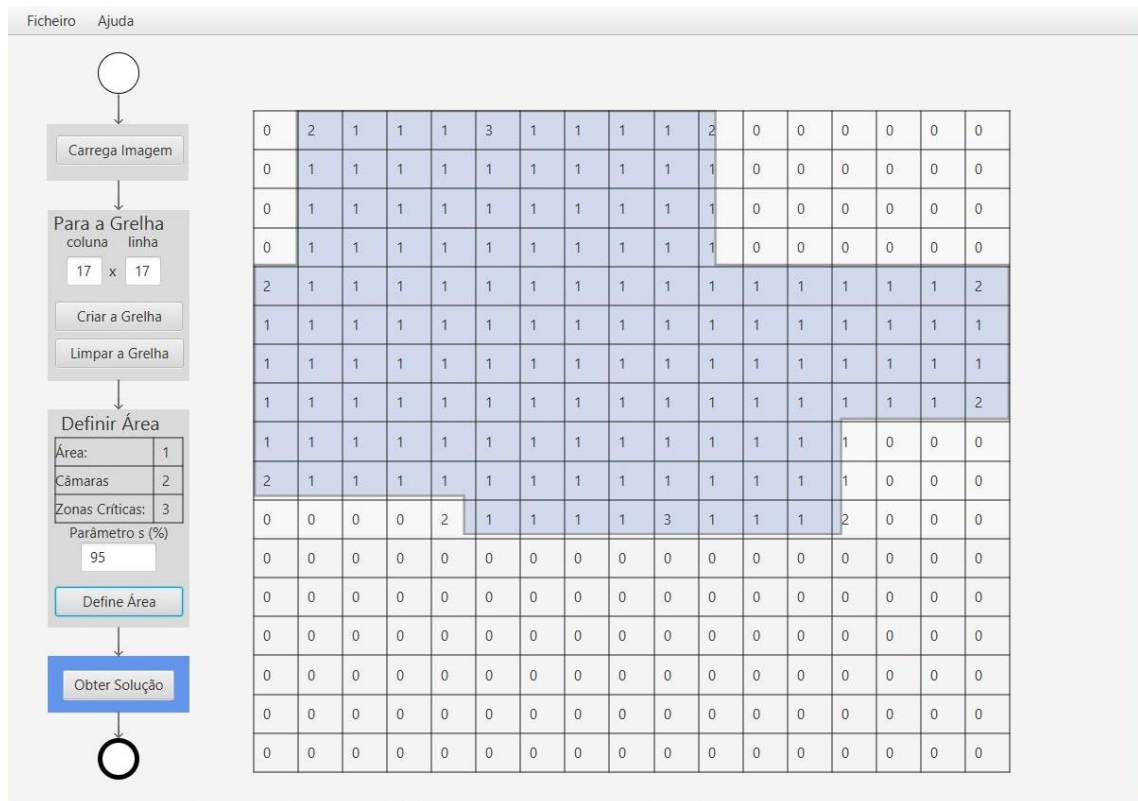 Ficheiro Ajuda
Carrega Imagem
Para a Grelha
coluna linha
17 x 17
Criar a Grelha
Limpar a Grelha
Definir Área
Área: 1
Câmaras 2
Zonas Críticas: 3
Parâmetro s (%)
95
Define Área
Obter Solução
0 2 1 1 1 3 1 1 1 1 2 0 0 0 0 0 0
0 1 1 1 1 1 1 1 1 1 1 0 0 0 0 0 0
0 1 1 1 1 1 1 1 1 1 1 0 0 0 0 0 0
0 1 1 1 1 1 1 1 1 1 1 0 0 0 0 0 0
2 1 1 1 1 1 1 1 1 1 1 1 1 1 1 1 2
1 1 1 1 1 1 1 1 1 1 1 1 1 1 1 1 1
1 1 1 1 1 1 1 1 1 1 1 1 1 1 1 1 1
1 1 1 1 1 1 1 1 1 1 1 1 1 1 1 1 2
1 1 1 1 1 1 1 1 1 1 1 1 1 1 0 0 0
2 1 1 1 1 1 1 1 1 1 1 1 1 1 0 0 0
0 0 0 0 2 1 1 1 1 3 1 1 1 2 0 0 0
0 0 0 0 0 0 0 0 0 0 0 0 0 0 0 0 0
0 0 0 0 0 0 0 0 0 0 0 0 0 0 0 0 0
0 0 0 0 0 0 0 0 0 0 0 0 0 0 0 0 0
0 0 0 0 0 0 0 0 0 0 0 0 0 0 0 0 0
0 0 0 0 0 0 0 0 0 0 0 0 0 0 0 0 0
0 0 0 0 0 0 0 0 0 0 0 0 0 0 0 0 0